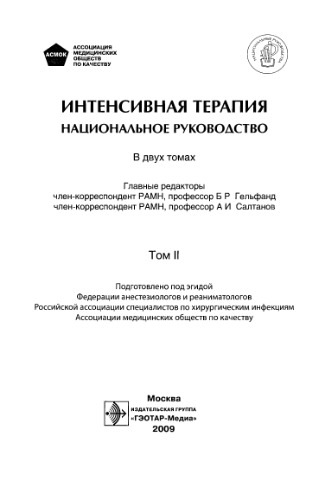 АСМОК
АССОЦИАЦИЯ
МЕДИЦИНСКИХ
ОБЩЕСТВ
ПО КАЧЕСТВУ
ИНТЕНСИВНАЯ ТЕРАПИЯ
НАЦИОНАЛЬНОЕ РУКОВОДСТВО
В двух томах
Главные редакторы
член-корреспондент РАМН, профессор Б Р Гельфанд
член-корреспондент РАМН, профессор А И Салтанов
Том II
Подготовлено под эгидой
Федерации анестезиологов и реаниматологов
Российской ассоциации специалистов по хирургическим инфекциям
Ассоциации медицинских обществ по качеству
Москва
ИЗДАТЕЛЬСКАЯ ГРУППА
«ГЭОТАР-Медиа»
2009